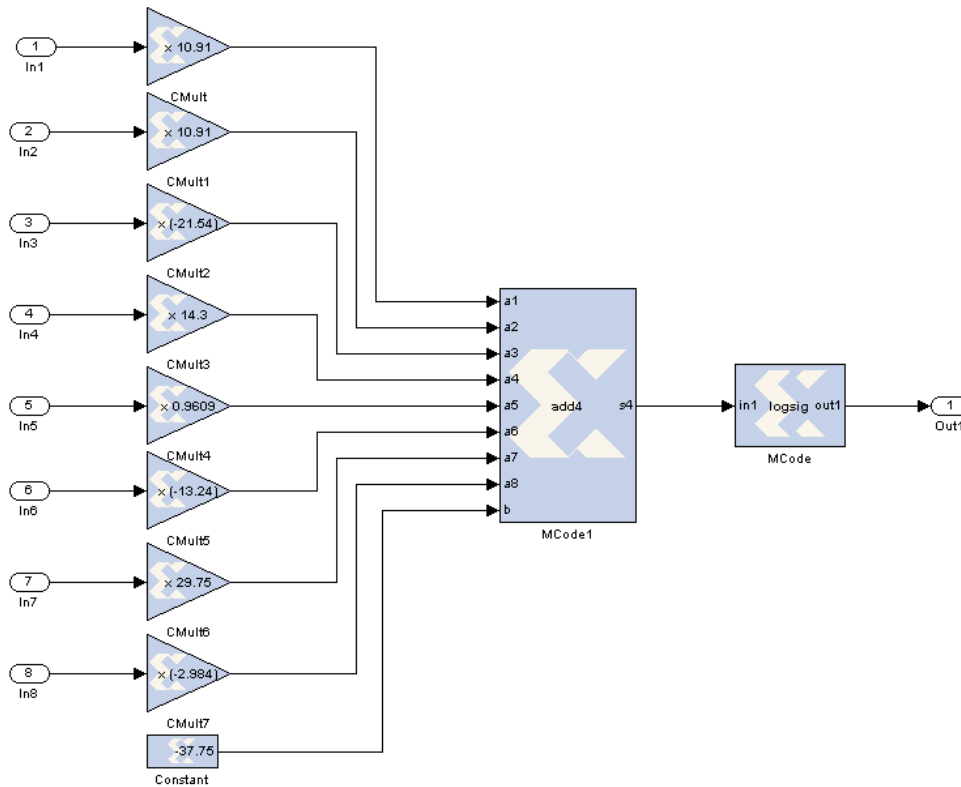 1
× 10.91
In1
CMult
2
× 10.91
In2
CMult1
3
× (-21.54)
In3
CMult2
4
× 14.3
In4
CMult3
5
× 0.9609
In5
CMult4
6
× (-13.24)
In6
CMult5
7
× 29.75
In7
CMult6
8
× (-2.984)
In8
CMult7
-37.75
Constant
a1
a2
a3
a4
a5
a6
a7
a8
b
add4
s4
MCode1
in1 logsig out1
MCode
1
Out1